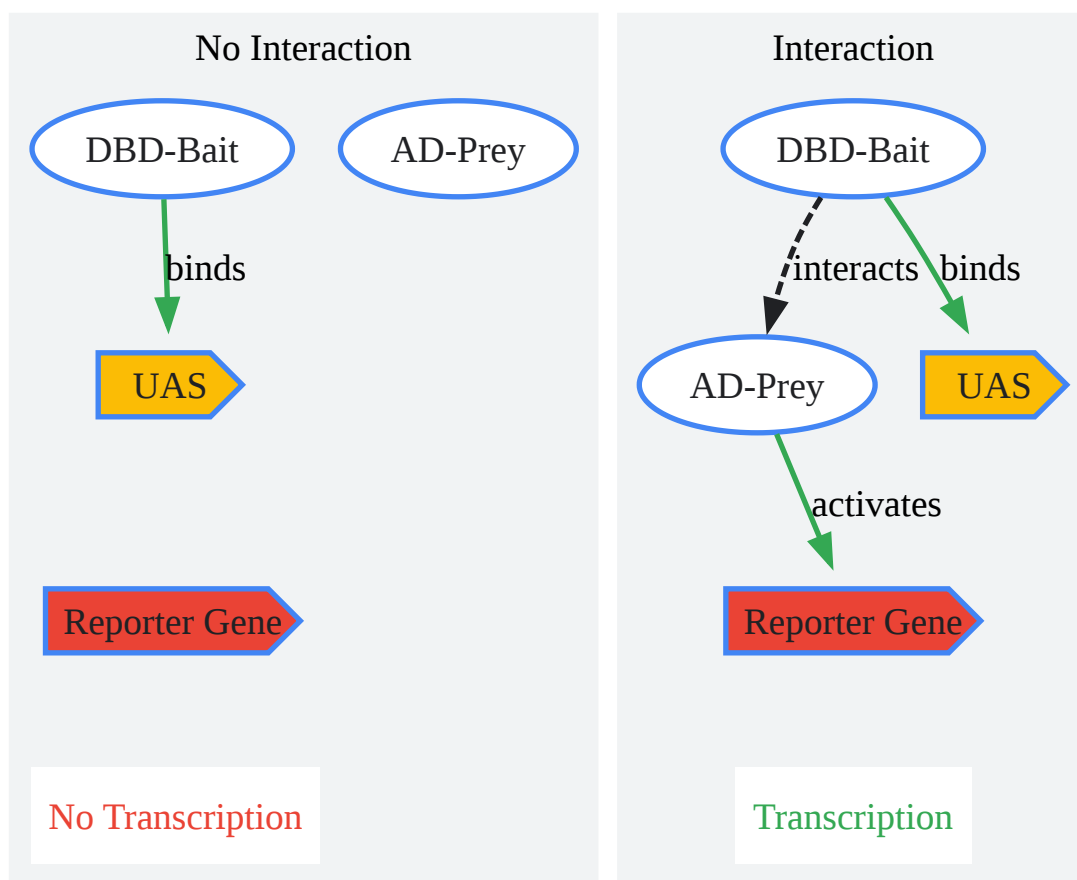 No Interaction
DBD-Bait
AD-Prey
binds
UAS
Reporter Gene
No Transcription
Interaction
DBD-Bait
interacts
binds
AD-Prey
UAS
activates
Reporter Gene
Transcription